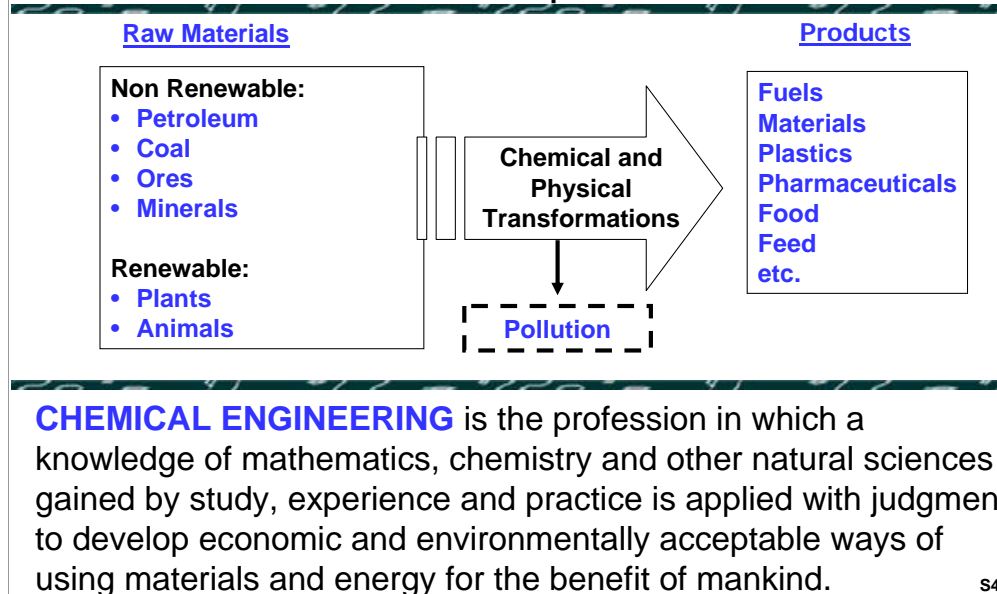 Raw Materials
Products
Non Renewable:
• Petroleum
• Coal
• Ores
• Minerals
Renewable:
• Plants
• Animals
Chemical and
Physical
Transformations
Pollution
Fuels
Materials
Plastics
Pharmaceuticals
Food
Feed
etc.
CHEMICAL ENGINEERING is the profession in which a
knowledge of mathematics, chemistry and other natural sciences
gained by study, experience and practice is applied with judgmen
to develop economic and environmentally acceptable ways of
using materials and energy for the benefit of mankind.
S4